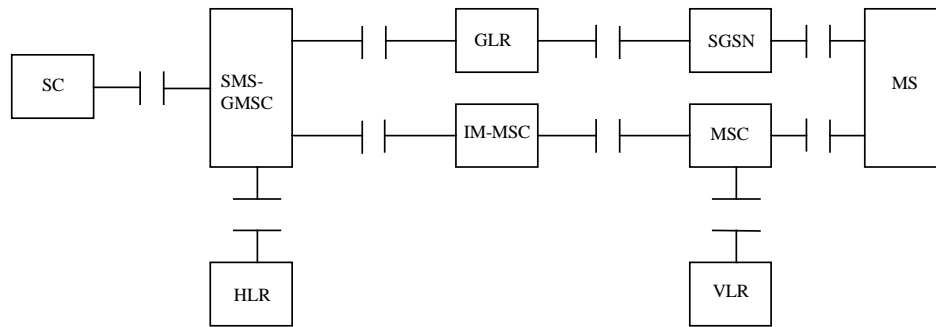 GLR
SGSN
SC
SMS-
GMSC
MS
IM-MSC
MSC
HLR
VLR